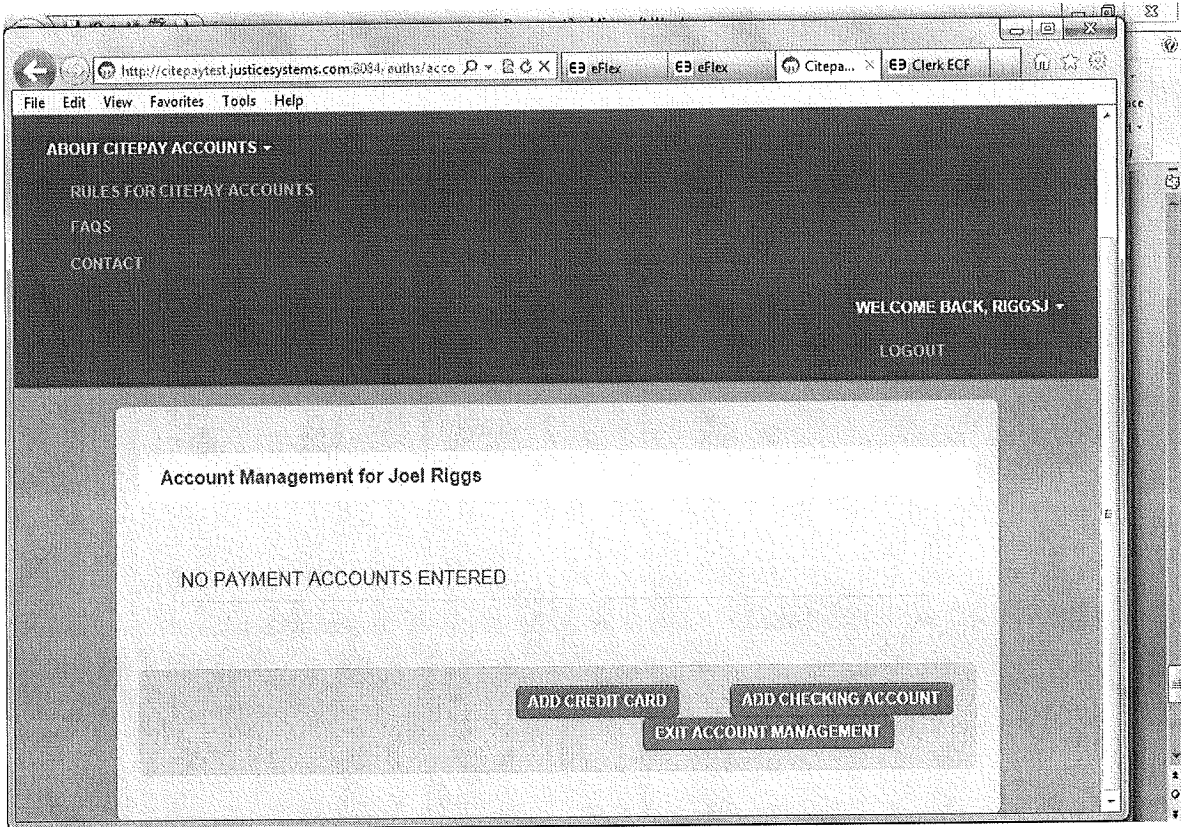 http://citepaytest.justicesystems.com:8084/auths/acco
eFlex
eFlex
Citepa...
Clerk ECF
File Edit View Favorites Tools Help
ABOUT CITEPAY ACCOUNTS
RULES FOR CITEPAY ACCOUNTS
FAQS
CONTACT
WELCOME BACK, RIGGSJ
LOGOUT
Account Management for Joel Riggs
NO PAYMENT ACCOUNTS ENTERED
ADD CREDIT CARD
ADD CHECKING ACCOUNT
EXIT ACCOUNT MANAGEMENT